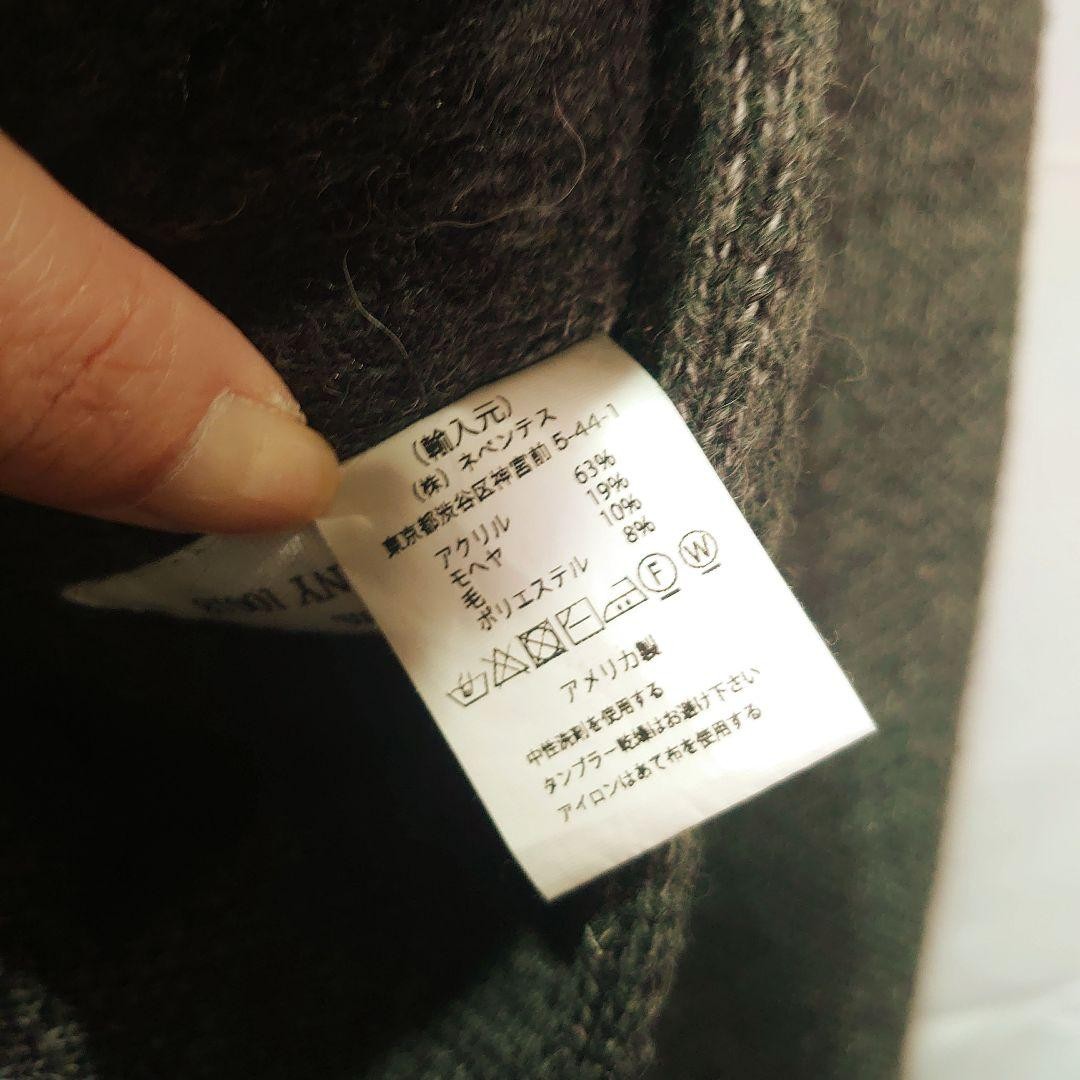 (輸入元)
(株) ネペンテス
東京都渋谷区神宮前 5-44-1
アクリル 63%
モヘヤ 19%
毛 10%
ポリエステル 8%
F W
アメリカ製
中性洗剤を使用する
タンブラー乾燥はお避け下さい
アイロンはあて布を使用する
NY